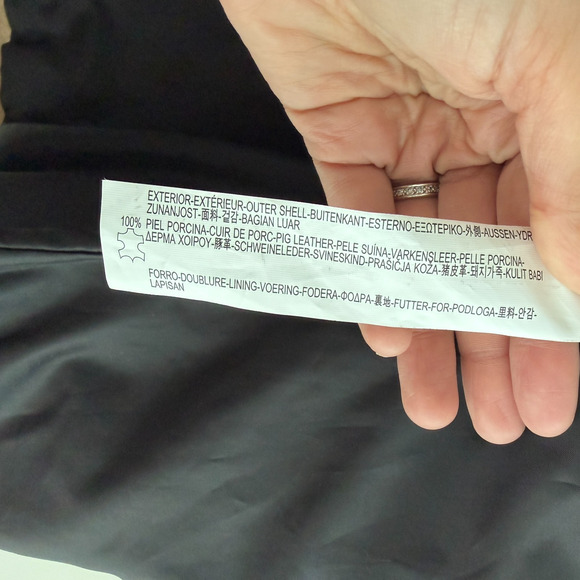 EXTERIOR-EXTÉRIEUR-OUTER SHELL-BUITENKANT-ESTERNO-ΕΞΩΤΕΡΙΚΟ-外側-AUSSEN-YDR
ZUNANJOST-面料-겉감-BAGIAN LUAR
100% PIEL PORCINA-CUIR DE PORC-PIG LEATHER-PELE SUÍNA-VARKENSLEER-PELLE PORCINA-
ΔΕΡΜΑ ΧΟΙΡΟΥ-豚革-SCHWEINELEDER-SVINESKIND-PRAŠIČJA KOŽA-猪皮革-돼지가죽-KULIT BABI
FORRO-DOUBLURE-LINING-VOERING-FODERA-ΦΟΔΡΑ-裏地-FUTTER-FOR-PODLOGA-里料-안감-
LAPISAN